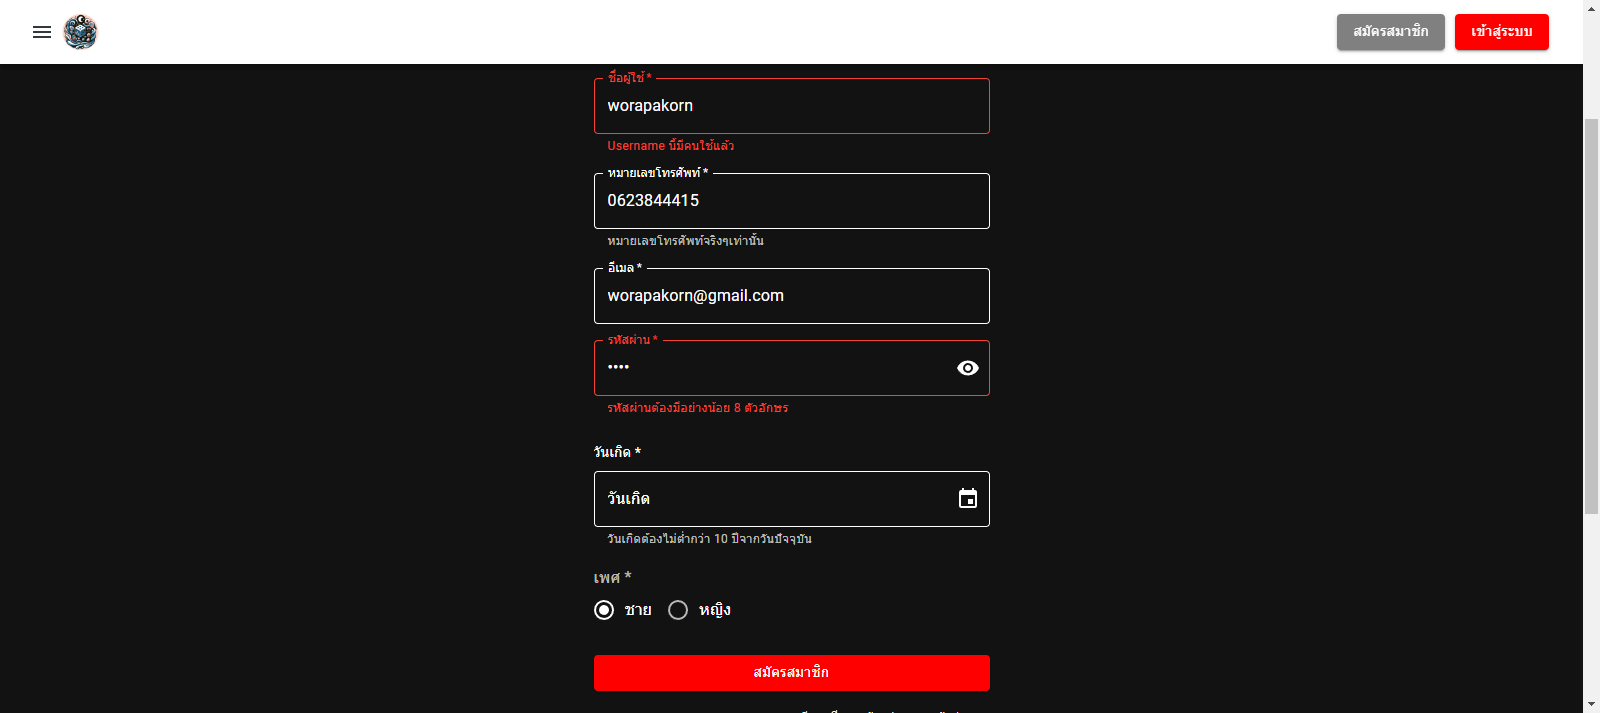 สมัครสมาชิก
เข้าสู่ระบบ
ชื่อผู้ใช้ *
worapakorn
Username นี้มีคนใช้แล้ว
หมายเลขโทรศัพท์ *
0623844415
หมายเลขโทรศัพท์จริงๆเท่านั้น
อีเมล *
worapakorn@gmail.com
รหัสผ่าน *
••••
รหัสผ่านต้องมีอย่างน้อย 8 ตัวอักษร
วันเกิด *
วันเกิด
วันเกิดต้องไม่ต่ำกว่า 10 ปีจากวันปัจจุบัน
เพศ *
ชาย
หญิง
สมัครสมาชิก